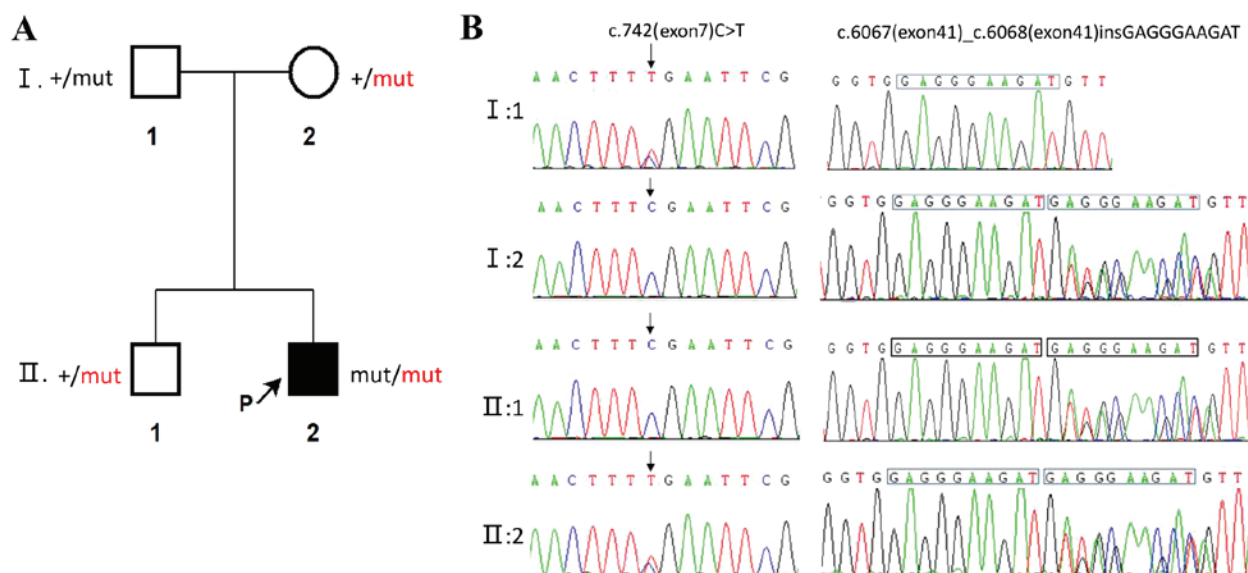 A
Ⅰ. +/mut
+/mut
1
2
Ⅱ. +/mut
P
mut/mut
1
2
B
c.742(exon7)C>T
c.6067(exon41)_c.6068(exon41)insGAGGGAAGAT
Ⅰ:1
A A C T T T T G A A T T C G
G G T G G A G G G A A G A T G T T
Ⅰ:2
A A C T T T C G A A T T C G
G G T G G A G G G A A G A T G A G G G A A G A T G T T
Ⅱ:1
A A C T T T C G A A T T C G
G G T G G A G G G A A G A T G A G G G A A G A T G T T
Ⅱ:2
A A C T T T T G A A T T C G
G G T G G A G G G A A G A T G A G G G A A G A T G T T